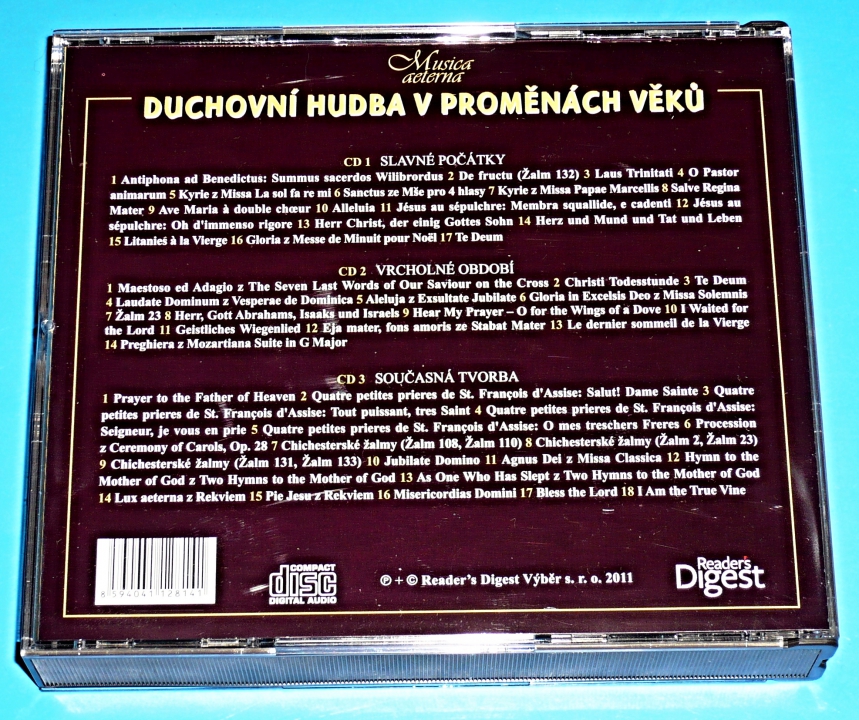 Musica
aeterna
DUCHOVNÍ HUDBA V PROMĚNÁCH VĚKŮ
CD 1 SLAVNÉ POČÁTKY
1 Antiphona ad Benedictus: Summus sacerdos Wilibrordus 2 De fructu (Žalm 132) 3 Laus Trinitati 4 O Pastor
animarum 5 Kyrie z Missa La sol fa re mi 6 Sanctus ze Mše pro 4 hlasy 7 Kyrie z Missa Papae Marcellis 8 Salve Regina
Mater 9 Ave Maria à double chœur 10 Alleluia 11 Jésus au sépulchre: Membra squallide, e cadenti 12 Jésus au
sépulchre: Oh d'immenso rigore 13 Herr Christ, der einig Gottes Sohn 14 Herz und Mund und Tat und Leben
15 Litanies à la Vierge 16 Gloria z Messe de Minuit pour Noël 17 Te Deum
CD 2 VRCHOLNÉ OBDOBÍ
1 Maestoso ed Adagio z The Seven Last Words of Our Saviour on the Cross 2 Christi Todesstunde 3 Te Deum
4 Laudate Dominum z Vesperae de Dominica 5 Aleluja z Exsultate Jubilate 6 Gloria in Excelsis Deo z Missa Solemnis
7 Žalm 23 8 Herr, Gott Abrahams, Isaaks und Israels 9 Hear My Prayer – O for the Wings of a Dove 10 I Waited for
the Lord 11 Geistliches Wiegenlied 12 Eja mater, fons amoris ze Stabat Mater 13 Le dernier sommeil de la Vierge
14 Preghiera z Mozartiana Suite in G Major
CD 3 SOUČASNÁ TVORBA
1 Prayer to the Father of Heaven 2 Quatre petites prieres de St. François d'Assise: Salut! Dame Sainte 3 Quatre
petites prieres de St. François d'Assise: Tout puissant, tres Saint 4 Quatre petites prieres de St. François d'Assise:
Seigneur, je vous en prie 5 Quatre petites prieres de St. François d'Assise: O mes treschers Freres 6 Procession
z Ceremony of Carols, Op. 28 7 Chichesterské žalmy (Žalm 108, Žalm 110) 8 Chichesterské žalmy (Žalm 2, Žalm 23)
9 Chichesterské žalmy (Žalm 131, Žalm 133) 10 Jubilate Domino 11 Agnus Dei z Missa Classica 12 Hymn to the
Mother of God z Two Hymns to the Mother of God 13 As One Who Has Slept z Two Hymns to the Mother of God
14 Lux aeterna z Rekviem 15 Pie Jesu z Rekviem 16 Misericordias Domini 17 Bless the Lord 18 I Am the True Vine
8 594041 128141
COMPACT
disc
DIGITAL AUDIO
℗ + © Reader's Digest Výběr s. r. o. 2011
Reader's
Digest